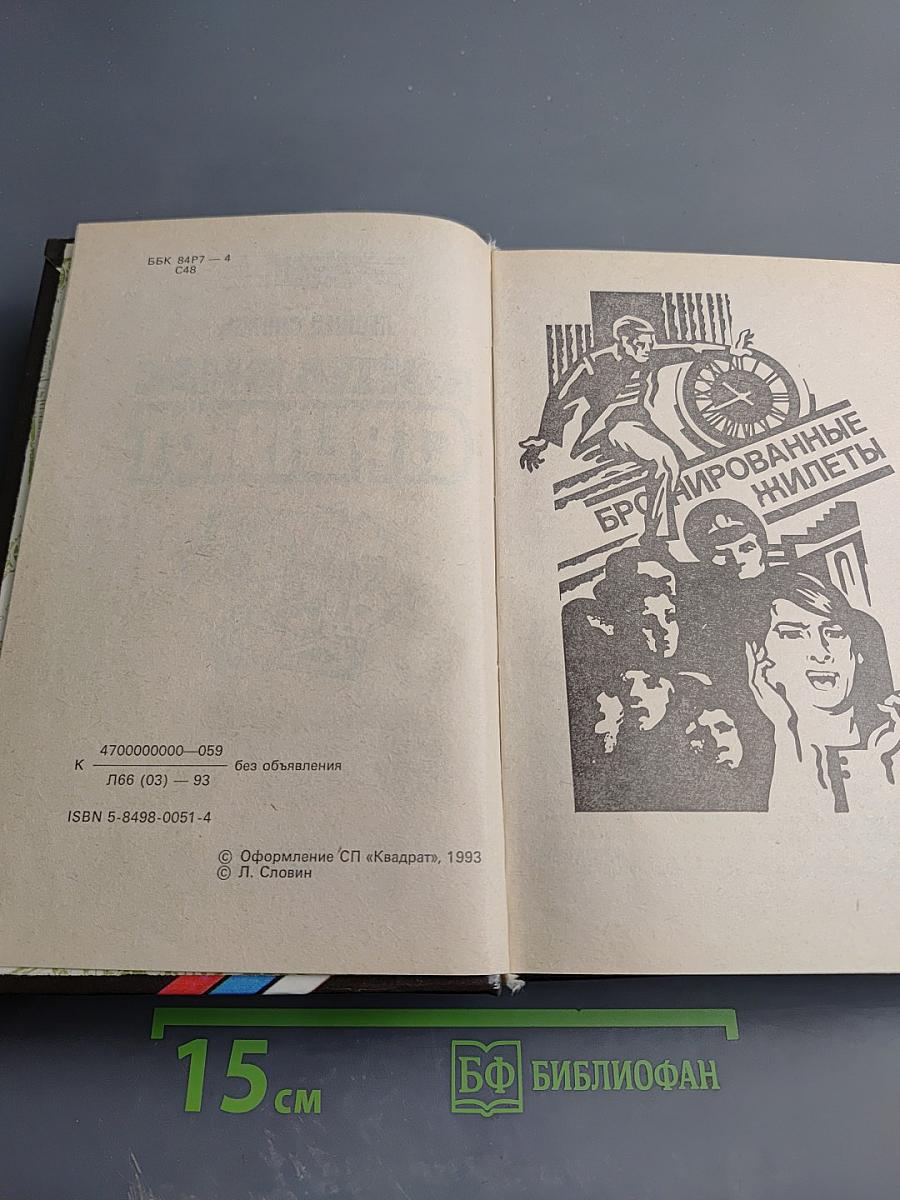 ББК 84Р7 — 4
С48
4700000000—059
К
Л66 (03) — 93
без объявления
ISBN 5-8498-0051-4
© Оформление СП «Квадрат», 1993
© Л. Словин
БРОНИРОВАННЫЕ
ЖИЛЕТЫ
15 см
БФ БИБЛИОФАН